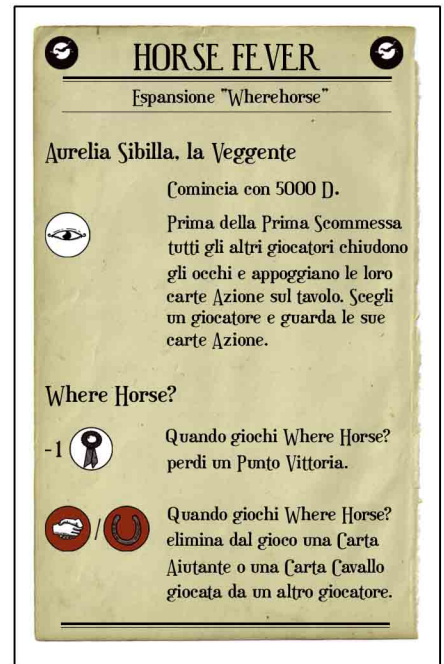 HORSE FEVER
Espansione "Wherehorse"
Aurelia Sibilla, la Veggente
Comincia con 5000 D.
Prima della Prima Scommessa
tutti gli altri giocatori chiudono
gli occhi e appoggiano le loro
carte Azione sul tavolo. Scegli
un giocatore e guarda le sue
carte Azione.
Where Horse?
-1
Quando giochi Where Horse?
perdi un Punto Vittoria.
/
Quando giochi Where Horse?
elimina dal gioco una Carta
Aiutante o una Carta Cavallo
giocata da un altro giocatore.